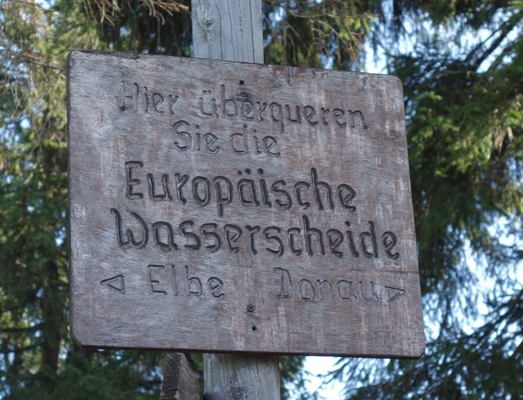 Hier überqueren
Sie die
Europäische
Wasserscheide
◁ Elbe Donau ▷